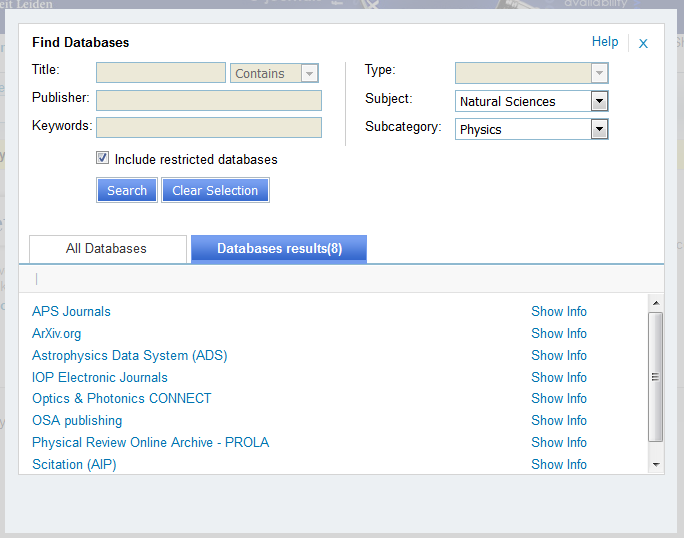 eit Leiden
availability
Find Databases
Help
x
Title:
Contains
Type:
Publisher:
Subject:
Natural Sciences
Keywords:
Subcategory:
Physics
Include restricted databases
Search
Clear Selection
All Databases
Databases results(8)
|
APS Journals Show Info
ArXiv.org Show Info
Astrophysics Data System (ADS) Show Info
IOP Electronic Journals Show Info
Optics & Photonics CONNECT Show Info
OSA publishing Show Info
Physical Review Online Archive - PROLA Show Info
Scitation (AIP) Show Info